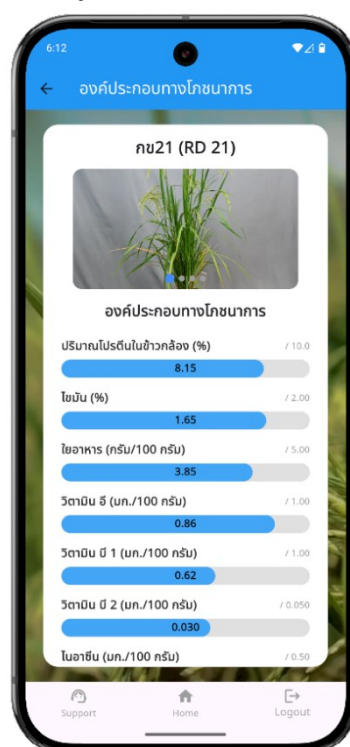 6:12
องค์ประกอบทางโภชนาการ
กข21 (RD 21)
องค์ประกอบทางโภชนาการ
ปริมาณโปรตีนในข้าวกล้อง (%) / 10.0
8.15
ไขมัน (%) / 2.00
1.65
ใยอาหาร (กรัม/100 กรัม) / 5.00
3.85
วิตามิน อี (มก./100 กรัม) / 1.00
0.86
วิตามิน บี 1 (มก./100 กรัม) / 1.00
0.62
วิตามิน บี 2 (มก./100 กรัม) / 0.050
0.030
ไนอาซีน (มก./100 กรัม) / 0.50
Support Home Logout